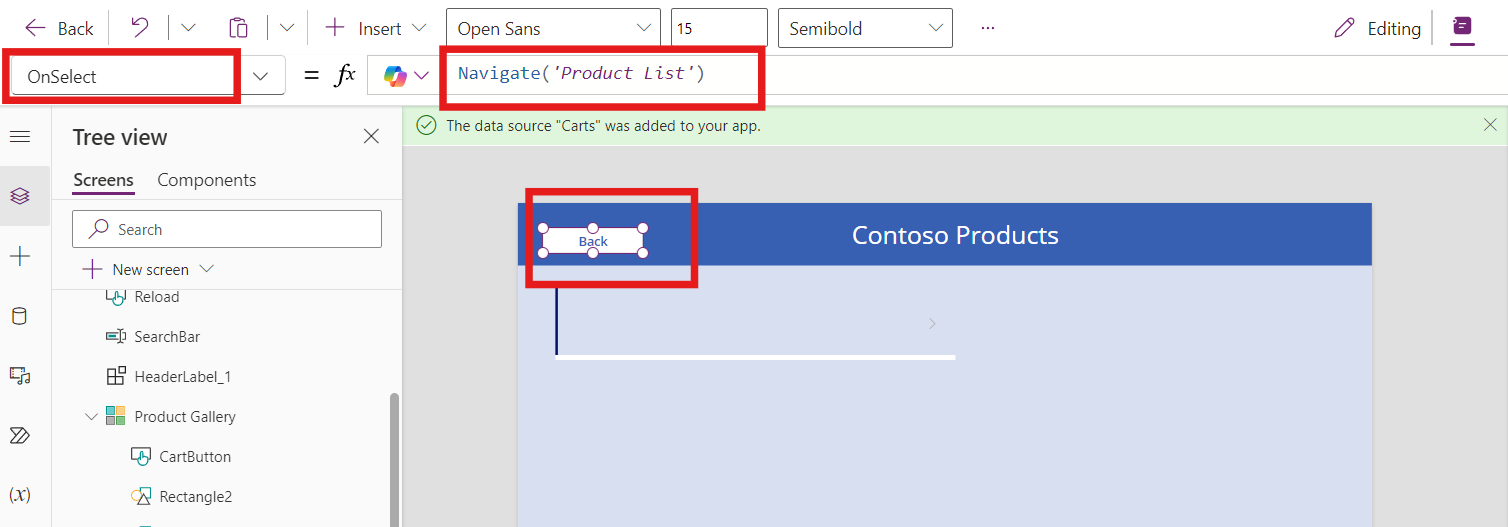 Back
Insert
Open Sans
15
Semibold
...
Editing
OnSelect
= fx
Navigate('Product List')
Tree view
The data source "Carts" was added to your app.
Screens
Components
Search
New screen
Reload
SearchBar
HeaderLabel_1
Product Gallery
CartButton
Rectangle2
(x)
Back
Contoso Products